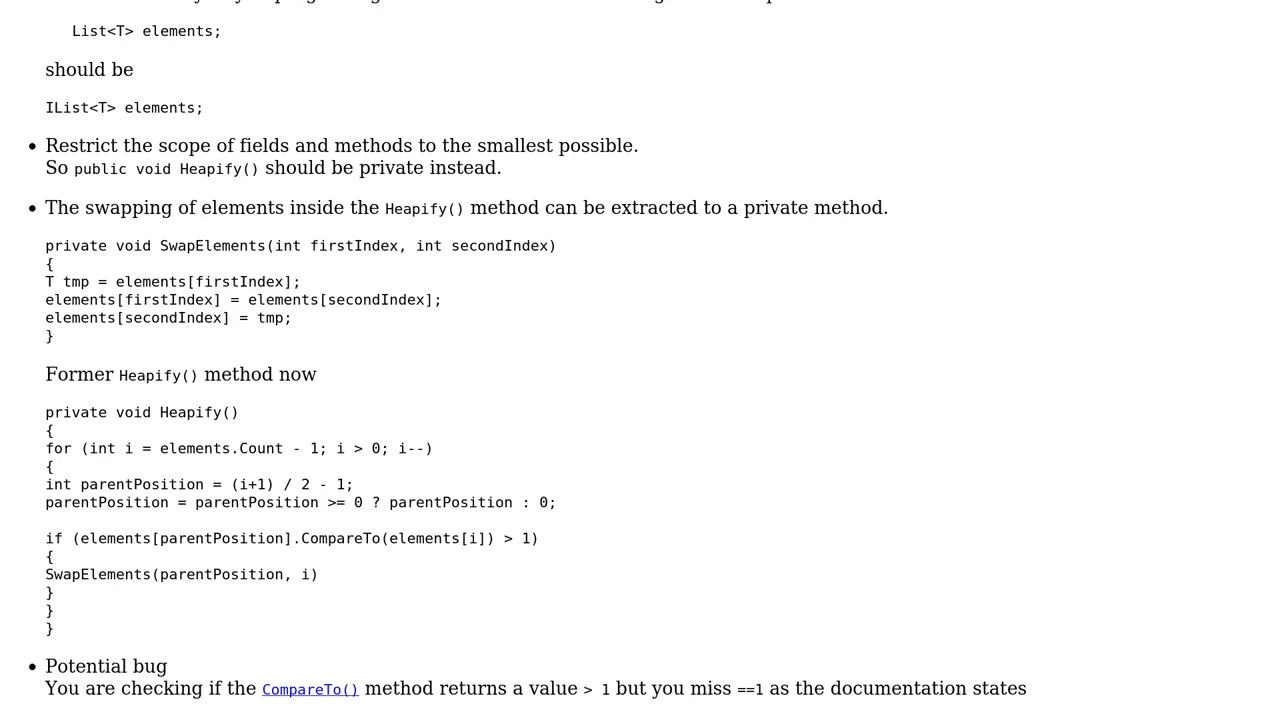 List<T> elements;
should be
IList<T> elements;
Restrict the scope of fields and methods to the smallest possible.
So public void Heapify() should be private instead.
The swapping of elements inside the Heapify() method can be extracted to a private method.
private void SwapElements(int firstIndex, int secondIndex)
{
T tmp = elements[firstIndex];
elements[firstIndex] = elements[secondIndex];
elements[secondIndex] = tmp;
}
Former Heapify() method now
private void Heapify()
{
for (int i = elements.Count - 1; i > 0; i--)
{
int parentPosition = (i+1) / 2 - 1;
parentPosition = parentPosition >= 0 ? parentPosition : 0;
if (elements[parentPosition].CompareTo(elements[i]) > 1)
{
SwapElements(parentPosition, i)
}
}
}
Potential bug
You are checking if the CompareTo() method returns a value > 1 but you miss ==1 as the documentation states